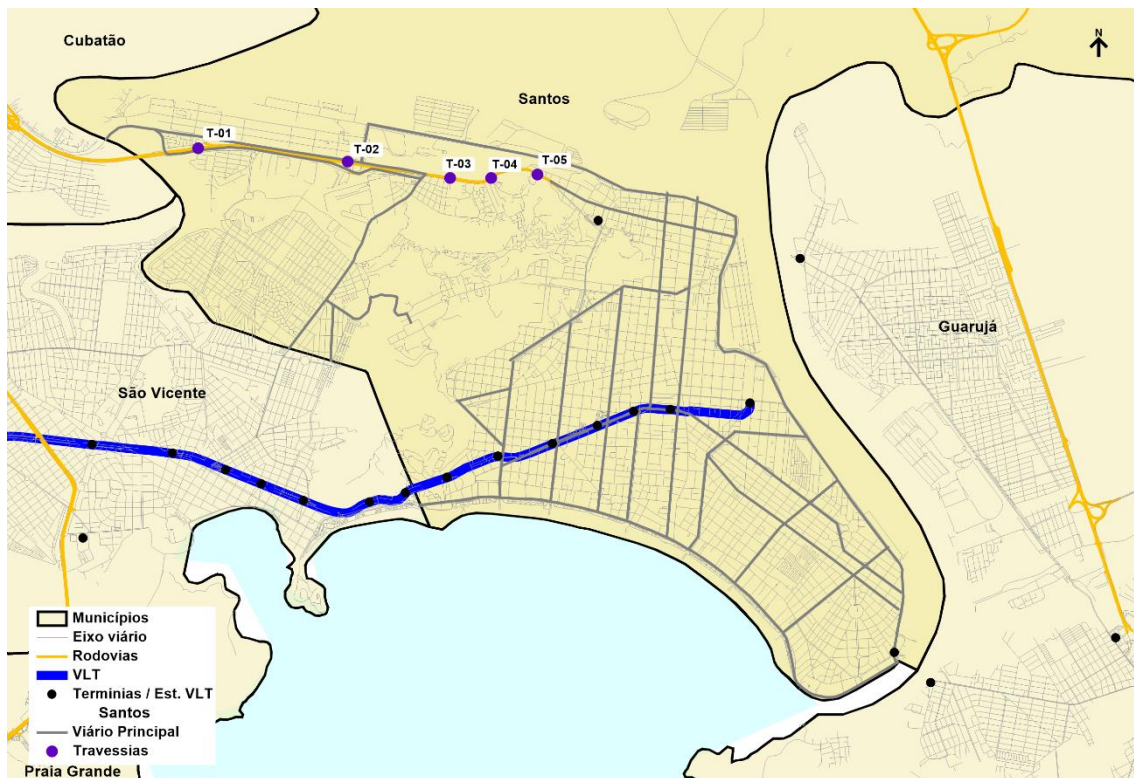 Cubatão
N
Santos
T-01
T-02
T-03
T-04
T-05
Guarujá
São Vicente
Municípios
Eixo viário
Rodovias
VLT
Termínias / Est. VLT
Santos
Viário Principal
Travessias
Praia Grande